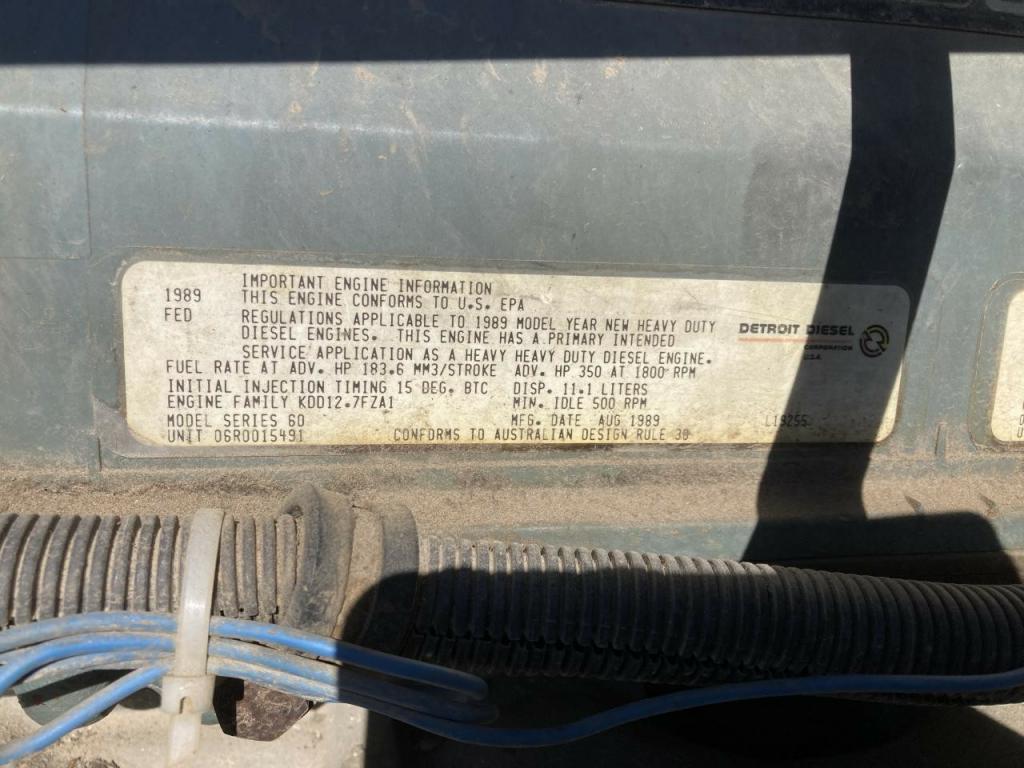 IMPORTANT ENGINE INFORMATION
1989 THIS ENGINE CONFORMS TO U.S. EPA
FED REGULATIONS APPLICABLE TO 1989 MODEL YEAR NEW HEAVY DUTY
DIESEL ENGINES. THIS ENGINE HAS A PRIMARY INTENDED
SERVICE APPLICATION AS A HEAVY HEAVY DUTY DIESEL ENGINE.
FUEL RATE AT ADV. HP 183.6 MM3/STROKE ADV. HP 350 AT 1800 RPM
INITIAL INJECTION TIMING 15 DEG. BTC DISP. 11.1 LITERS
ENGINE FAMILY KDD12.7FZA1 MIN. IDLE 500 RPM
MODEL SERIES 60 MFG. DATE AUG 1989 L19255
UNIT 06R0015491 CONFORMS TO AUSTRALIAN DESIGN RULE 30
DETROIT DIESEL
CORPORATION
U.S.A.